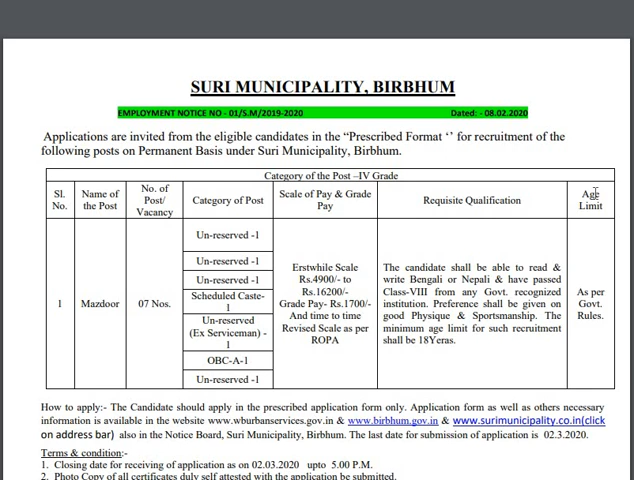 SURI MUNICIPALITY, BIRBHUM
EMPLOYMENT NOTICE NO - 01/S.M/2019-2020 Dated: - 08.02.2020
Applications are invited from the eligible candidates in the “Prescribed Format ‘’ for recruitment of the
following posts on Permanent Basis under Suri Municipality, Birbhum.
Category of the Post –IV Grade
Sl. No.
Name of the Post
No. of Post/ Vacancy
Category of Post
Scale of Pay & Grade Pay
Requisite Qualification
Age Limit
1
Mazdoor
07 Nos.
Un-reserved -1
Un-reserved -1
Un-reserved -1
Scheduled Caste-
1
Un-reserved
(Ex Serviceman) -
1
OBC-A-1
Un-reserved -1
Erstwhile Scale
Rs.4900/- to
Rs.16200/-
Grade Pay- Rs.1700/-
And time to time
Revised Scale as per
ROPA
The candidate shall be able to read &
write Bengali or Nepali & have passed
Class-VIII from any Govt. recognized
institution. Preference shall be given on
good Physique & Sportsmanship. The
minimum age limit for such recruitment
shall be 18Yeras.
As per
Govt.
Rules.
How to apply:- The Candidate should apply in the prescribed application form only. Application form as well as others necessary
information is available in the website www.wburbanservices.gov.in & www.birbhum.gov.in & www.surimunicipality.co.in(click
on address bar) also in the Notice Board, Suri Municipality, Birbhum. The last date for submission of application is 02.3.2020.
Terms & condition:-
1. Closing date for receiving of application as on 02.03.2020 upto 5.00 P.M.
2. Photo Copy of all certificates duly self attested with the application be submitted.